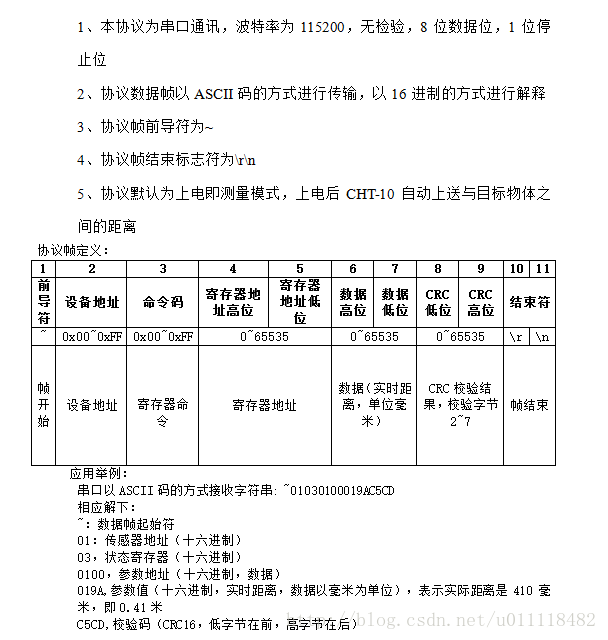 1、本协议为串口通讯，波特率为 115200，无检验，8 位数据位，1 位停
止位
2、协议数据帧以 ASCII 码的方式进行传输，以 16 进制的方式进行解释
3、协议帧前导符为~
4、协议帧结束标志符为\r\n
5、协议默认为上电即测量模式，上电后 CHT-10 自动上送与目标物体之
间的距离
协议帧定义：
1 2 3 4 5 6 7 8 9 10 11
前导符 设备地址 命令码 寄存器地址高位 寄存器地址低位 数据高位 数据低位 CRC低位 CRC高位 结束符
~ 0x00~0xFF 0x00~0xFF 0~65535 0~65535 0~65535 \r \n
帧开始 设备地址 寄存器命令 寄存器地址 数据(实时距离，单位毫米) CRC 校验结果，校验字节2~7 帧结束
应用举例：
串口以 ASCII 码的方式接收字符串: ~01030100019AC5CD
相应解下：
~：数据帧起始符
01：传感器地址（十六进制）
03，状态寄存器（十六进制）
0100，参数地址（十六进制，数据）
019A,参数值（十六进制，实时距离，数据以毫米为单位），表示实际距离是 410 毫
米，即 0.41 米
C5CD,校验码（CRC16，低字节在前，高字节在后）
https://blog.csdn.net/u011118482